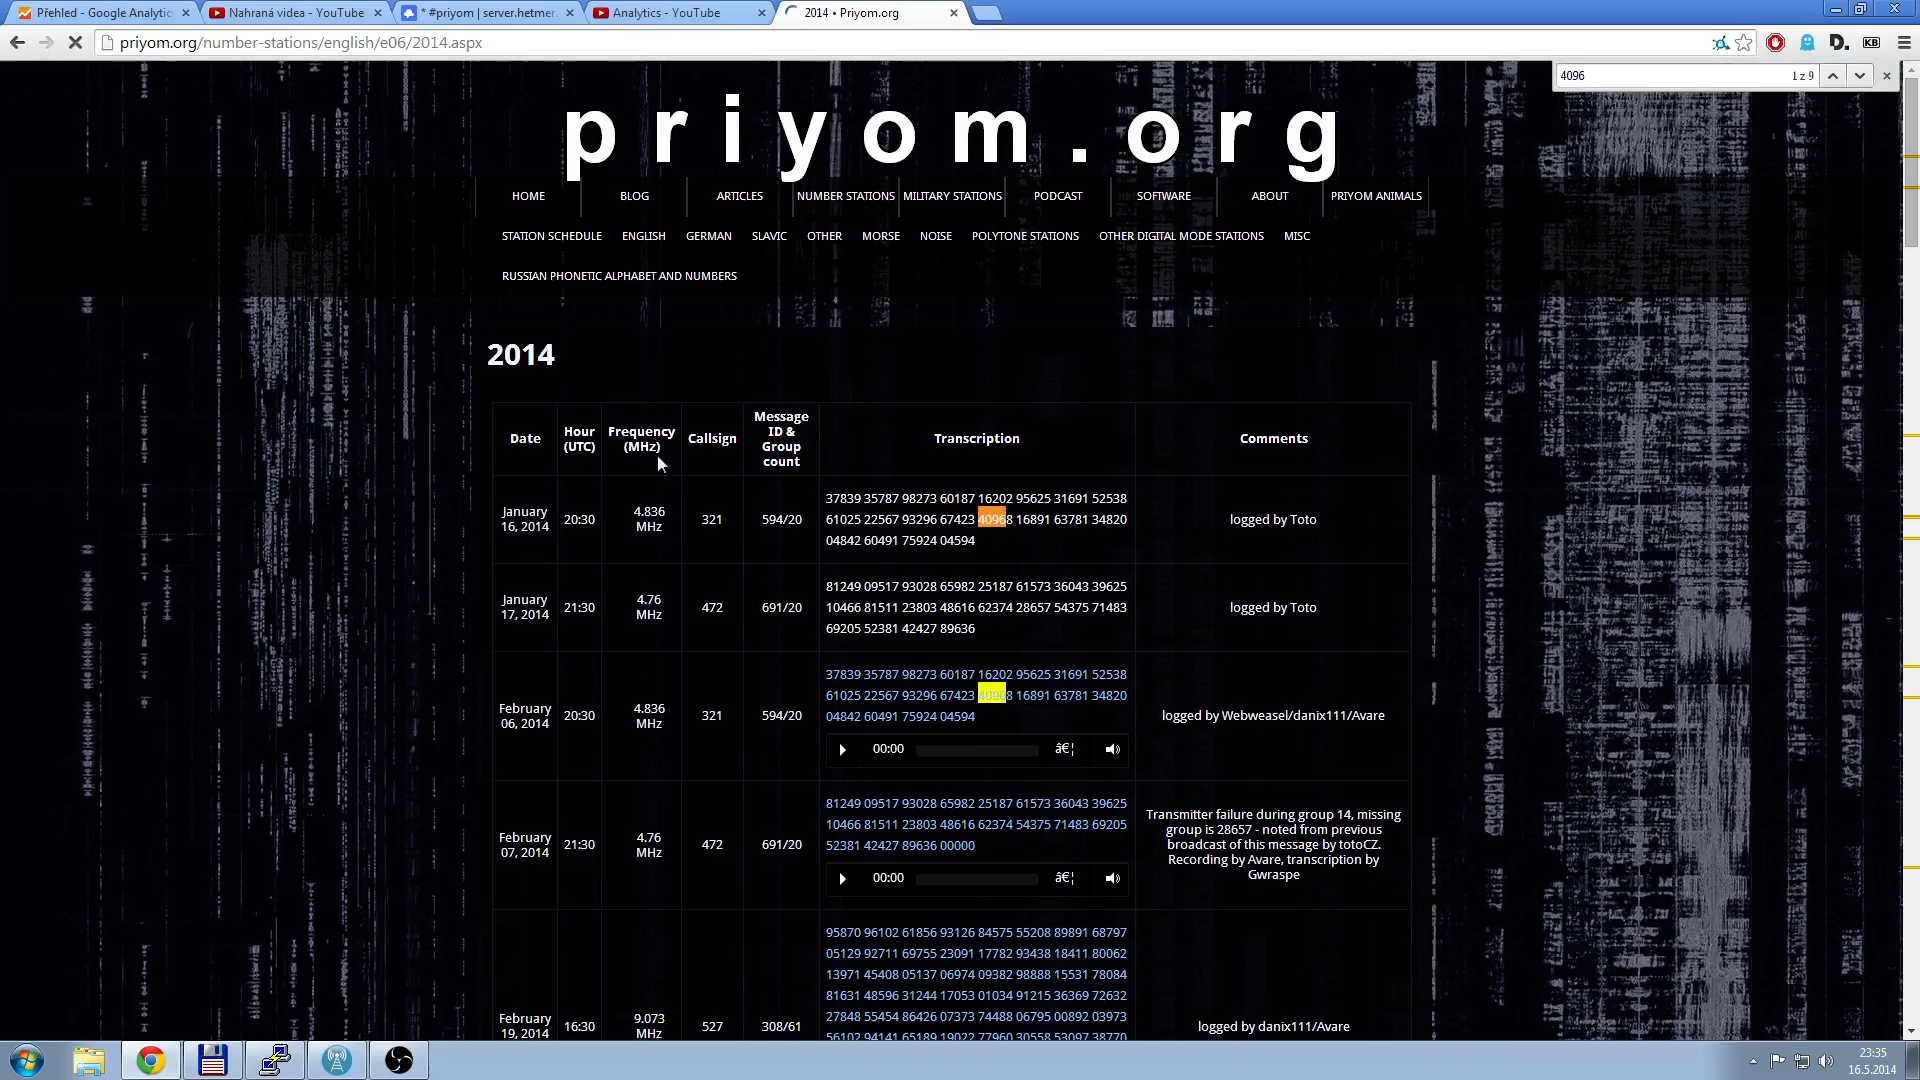 Přehled - Google Analytic
Nahraná videa - YouTube
* #priyom | server.hetmer.
Analytics - YouTube
2014 • Priyom.org
priyom.org/number-stations/english/e06/2014.aspx
D.
KB
4096
1 z 9
priyom.org
HOME
BLOG
ARTICLES
NUMBER STATIONS
MILITARY STATIONS
PODCAST
SOFTWARE
ABOUT
PRIYOM ANIMALS
STATION SCHEDULE
ENGLISH
GERMAN
SLAVIC
OTHER
MORSE
NOISE
POLYTONE STATIONS
OTHER DIGITAL MODE STATIONS
MISC
RUSSIAN PHONETIC ALPHABET AND NUMBERS
2014
Date
Hour
(UTC)
Frequency
(MHz)
Callsign
Message
ID &
Group
count
Transcription
Comments
January
16, 2014
20:30
4.836
MHz
321
594/20
37839 35787 98273 60187 16202 95625 31691 52538
61025 22567 93296 67423 40968 16891 63781 34820
04842 60491 75924 04594
logged by Toto
January
17, 2014
21:30
4.76
MHz
472
691/20
81249 09517 93028 65982 25187 61573 36043 39625
10466 81511 23803 48616 62374 28657 54375 71483
69205 52381 42427 89636
logged by Toto
February
06, 2014
20:30
4.836
MHz
321
594/20
37839 35787 98273 60187 16202 95625 31691 52538
61025 22567 93296 67423 40968 16891 63781 34820
04842 60491 75924 04594
00:00
â€¦
logged by Webweasel/danix111/Avare
February
07, 2014
21:30
4.76
MHz
472
691/20
81249 09517 93028 65982 25187 61573 36043 39625
10466 81511 23803 48616 62374 54375 71483 69205
52381 42427 89636 00000
00:00
â€¦
Transmitter failure during group 14, missing
group is 28657 - noted from previous
broadcast of this message by totoCZ.
Recording by Avare, transcription by
Gwraspe
February
19, 2014
16:30
9.073
MHz
527
308/61
95870 96102 61856 93126 84575 55208 89891 68797
05129 92711 69755 23091 17782 93438 18411 80062
13971 45408 05137 06974 09382 98888 15531 78084
81631 48596 31244 17053 01034 91215 36369 72632
27848 55454 86426 07373 74488 06795 00892 03973
56102 94141 65189 19022 77960 30558 53097 38770
logged by danix111/Avare
23:35
16.5.2014